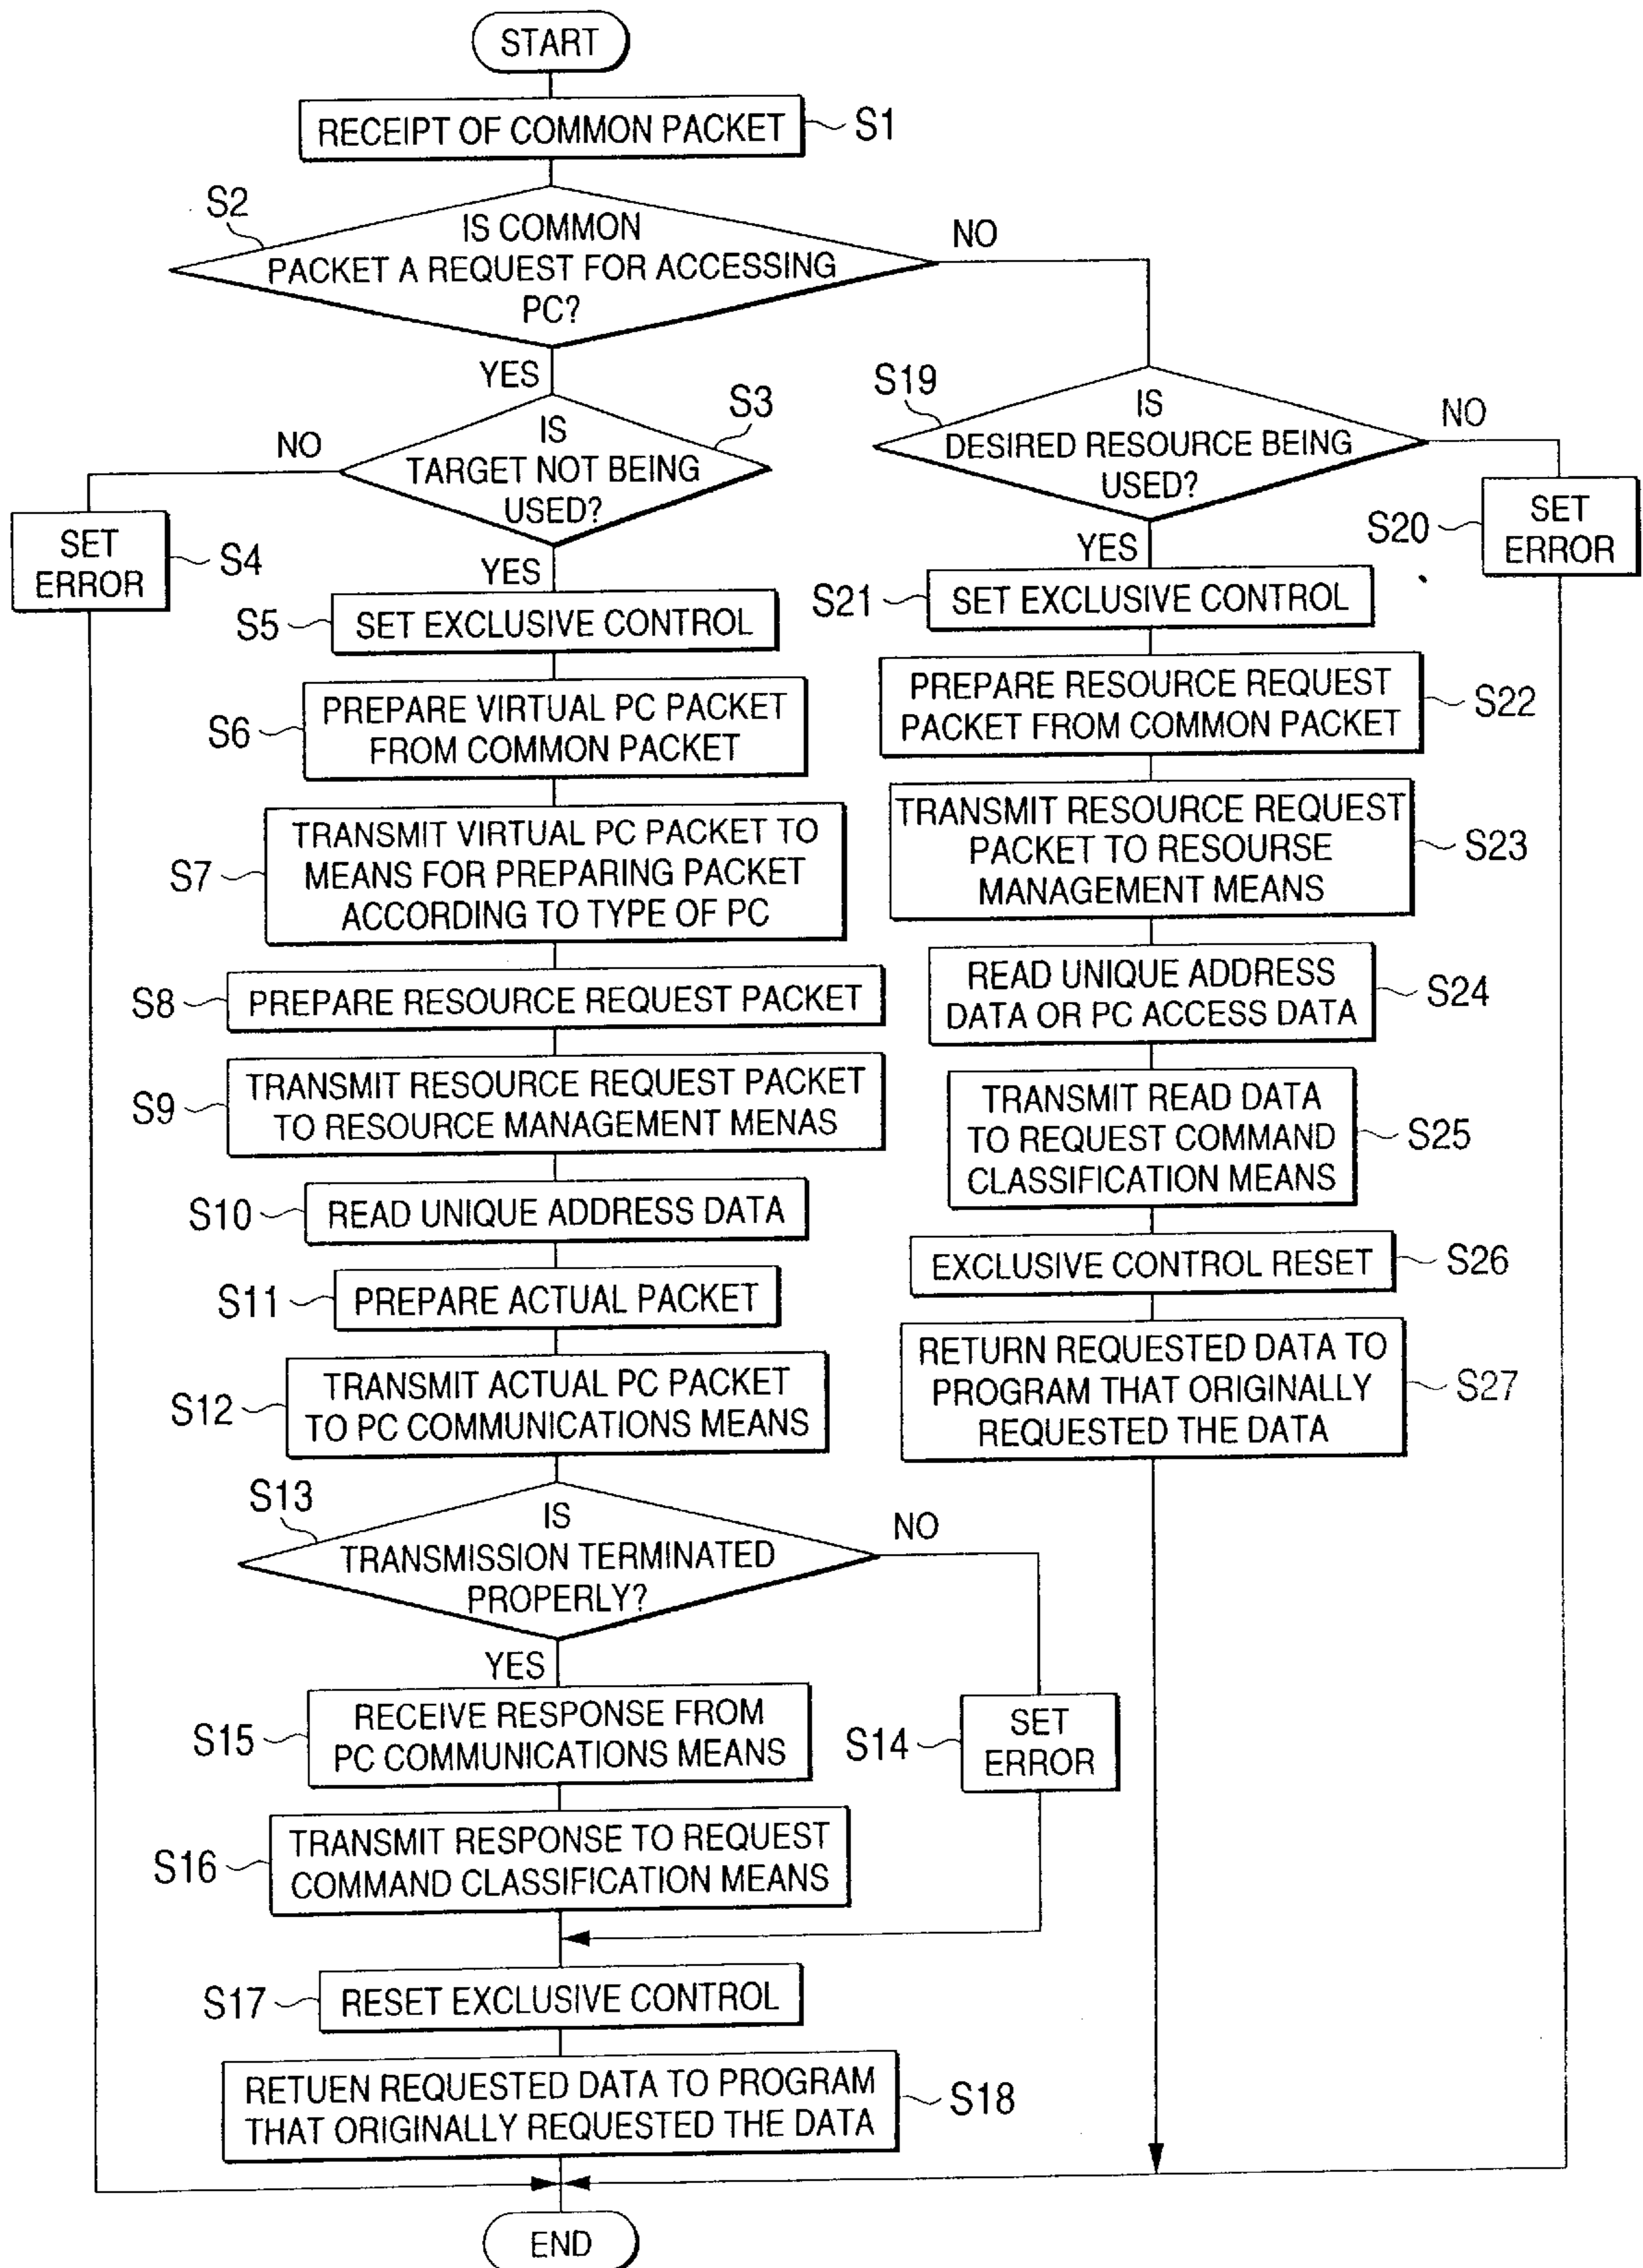 START
RECEIPT OF COMMON PACKET
S1
S2
IS COMMON
PACKET A REQUEST FOR ACCESSING
PC?
NO
YES
S3
IS
TARGET NOT BEING
USED?
NO
SET
ERROR
S4
YES
S5
SET EXCLUSIVE CONTROL
S6
PREPARE VIRTUAL PC PACKET
FROM COMMON PACKET
S7
TRANSMIT VIRTUAL PC PACKET TO
MEANS FOR PREPARING PACKET
ACCORDING TO TYPE OF PC
S8
PREPARE RESOURCE REQUEST PACKET
S9
TRANSMIT RESOURCE REQUEST PACKET
TO RESOURCE MANAGEMENT MENAS
S10
READ UNIQUE ADDRESS DATA
S11
PREPARE ACTUAL PACKET
S12
TRANSMIT ACTUAL PC PACKET
TO PC COMMUNICATIONS MEANS
S13
IS
TRANSMISSION TERMINATED
PROPERLY?
NO
YES
S15
RECEIVE RESPONSE FROM
PC COMMUNICATIONS MEANS
S14
SET
ERROR
S16
TRANSMIT RESPONSE TO REQUEST
COMMAND CLASSIFICATION MEANS
S17
RESET EXCLUSIVE CONTROL
RETUEN REQUESTED DATA TO PROGRAM
THAT ORIGINALLY REQUESTED THE DATA
S18
S19
IS
DESIRED RESOURCE BEING
USED?
NO
S20
SET
ERROR
YES
S21
SET EXCLUSIVE CONTROL
PREPARE RESOURCE REQUEST
PACKET FROM COMMON PACKET
S22
TRANSMIT RESOURCE REQUEST
PACKET TO RESOURSE
MANAGEMENT MEANS
S23
READ UNIQUE ADDRESS
DATA OR PC ACCESS DATA
S24
TRANSMIT READ DATA
TO REQUEST COMMAND
CLASSIFICATION MEANS
S25
EXCLUSIVE CONTROL RESET
S26
RETURN REQUESTED DATA TO
PROGRAM THAT ORIGINALLY
REQUESTED THE DATA
S27
END